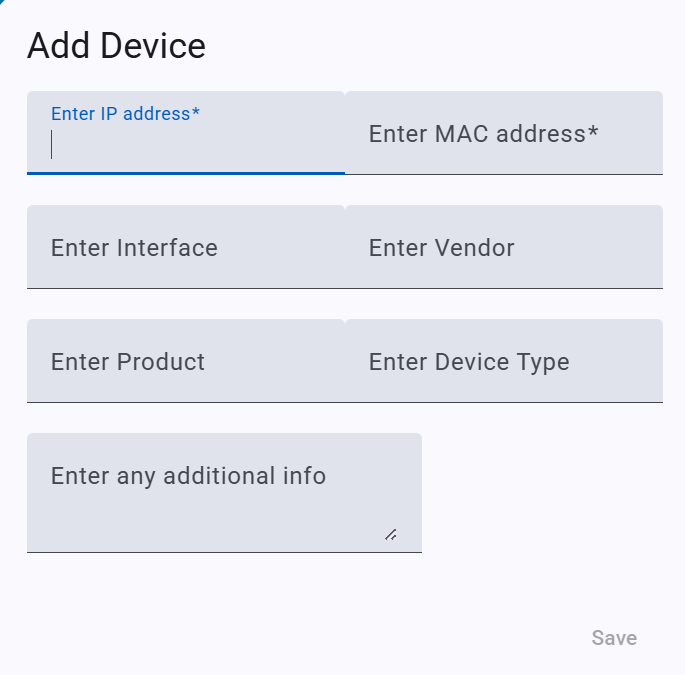 Add Device
Enter IP address*
Enter MAC address*
Enter Interface
Enter Vendor
Enter Product
Enter Device Type
Enter any additional info
Save